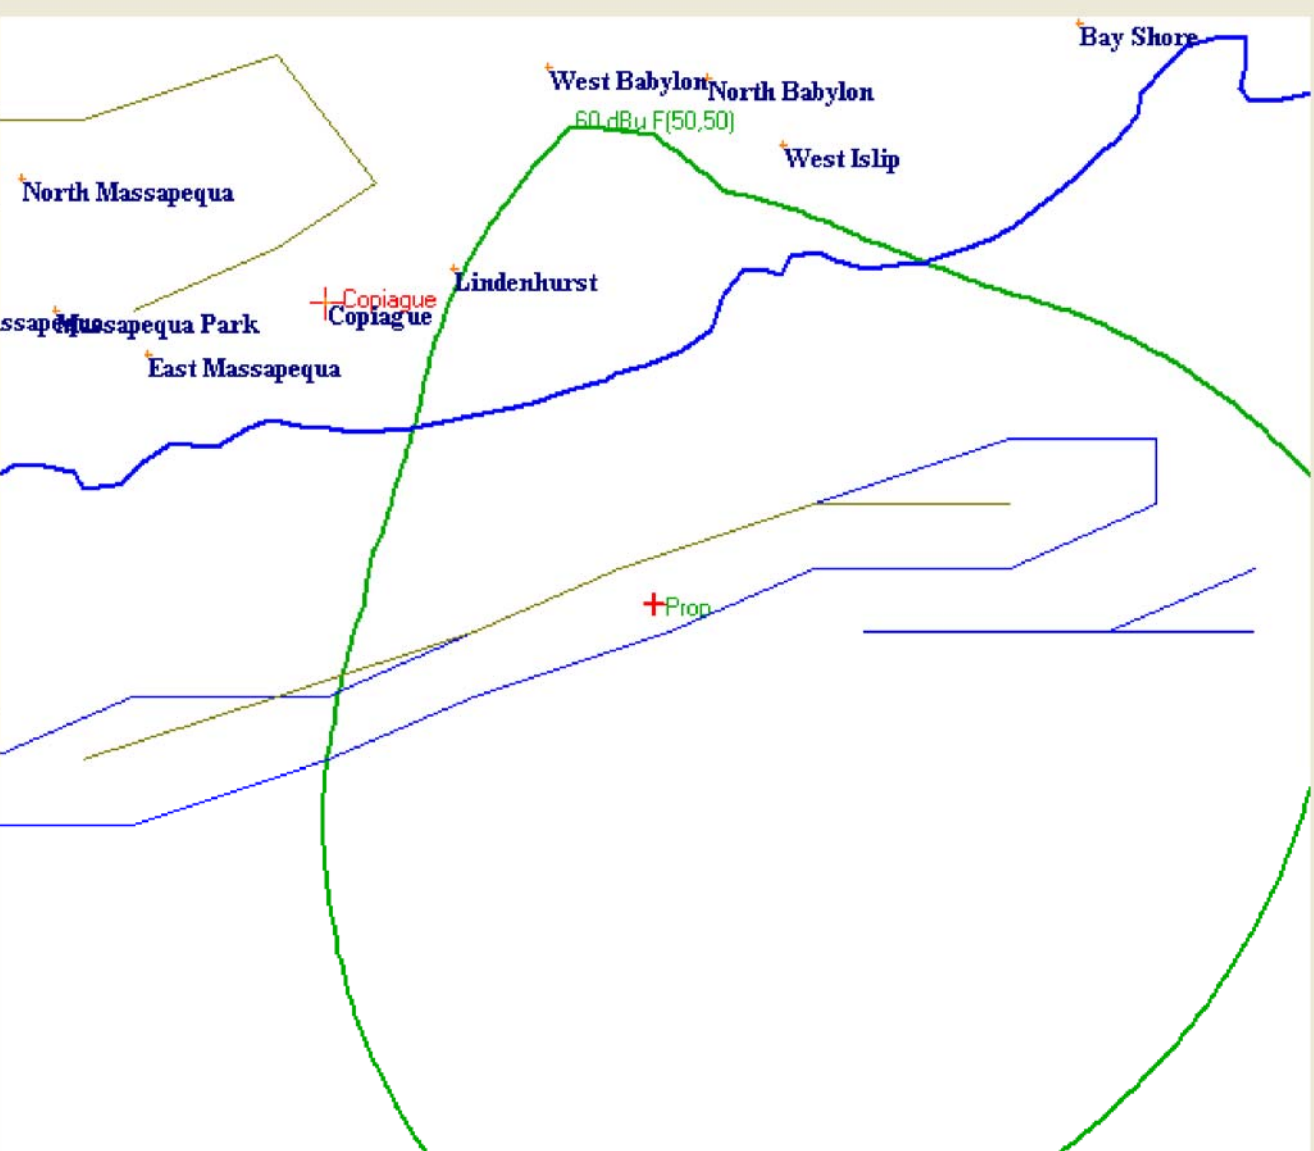 Bay Shore
West Babylon
North Babylon
60 dBu F(50,50)
West Islip
North Massapequa
Lindenhurst
Copiague
Copiague
Massapequa Park
East Massapequa
Prop